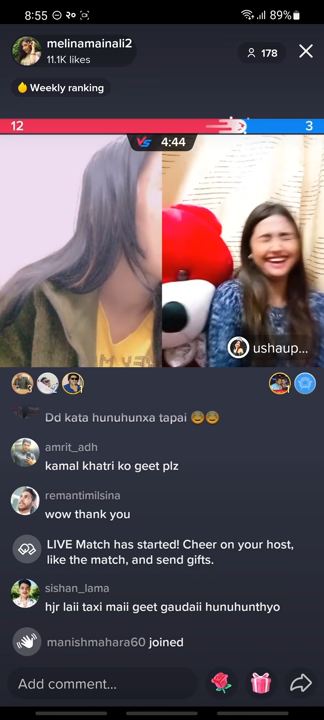 8:55
२० 89%
melinamainali2
11.1K likes
178
Weekly ranking
12
3
VS 4:44
ushaup...
Dd kata hunuhunxa tapai 😅😅
amrit_adh
kamal khatri ko geet plz
remantimilsina
wow thank you
LIVE Match has started! Cheer on your host,
like the match, and send gifts.
sishan_lama
hjr laii taxi maii geet gaudaii hunuhunthyo
manishmahara60 joined
Add comment...